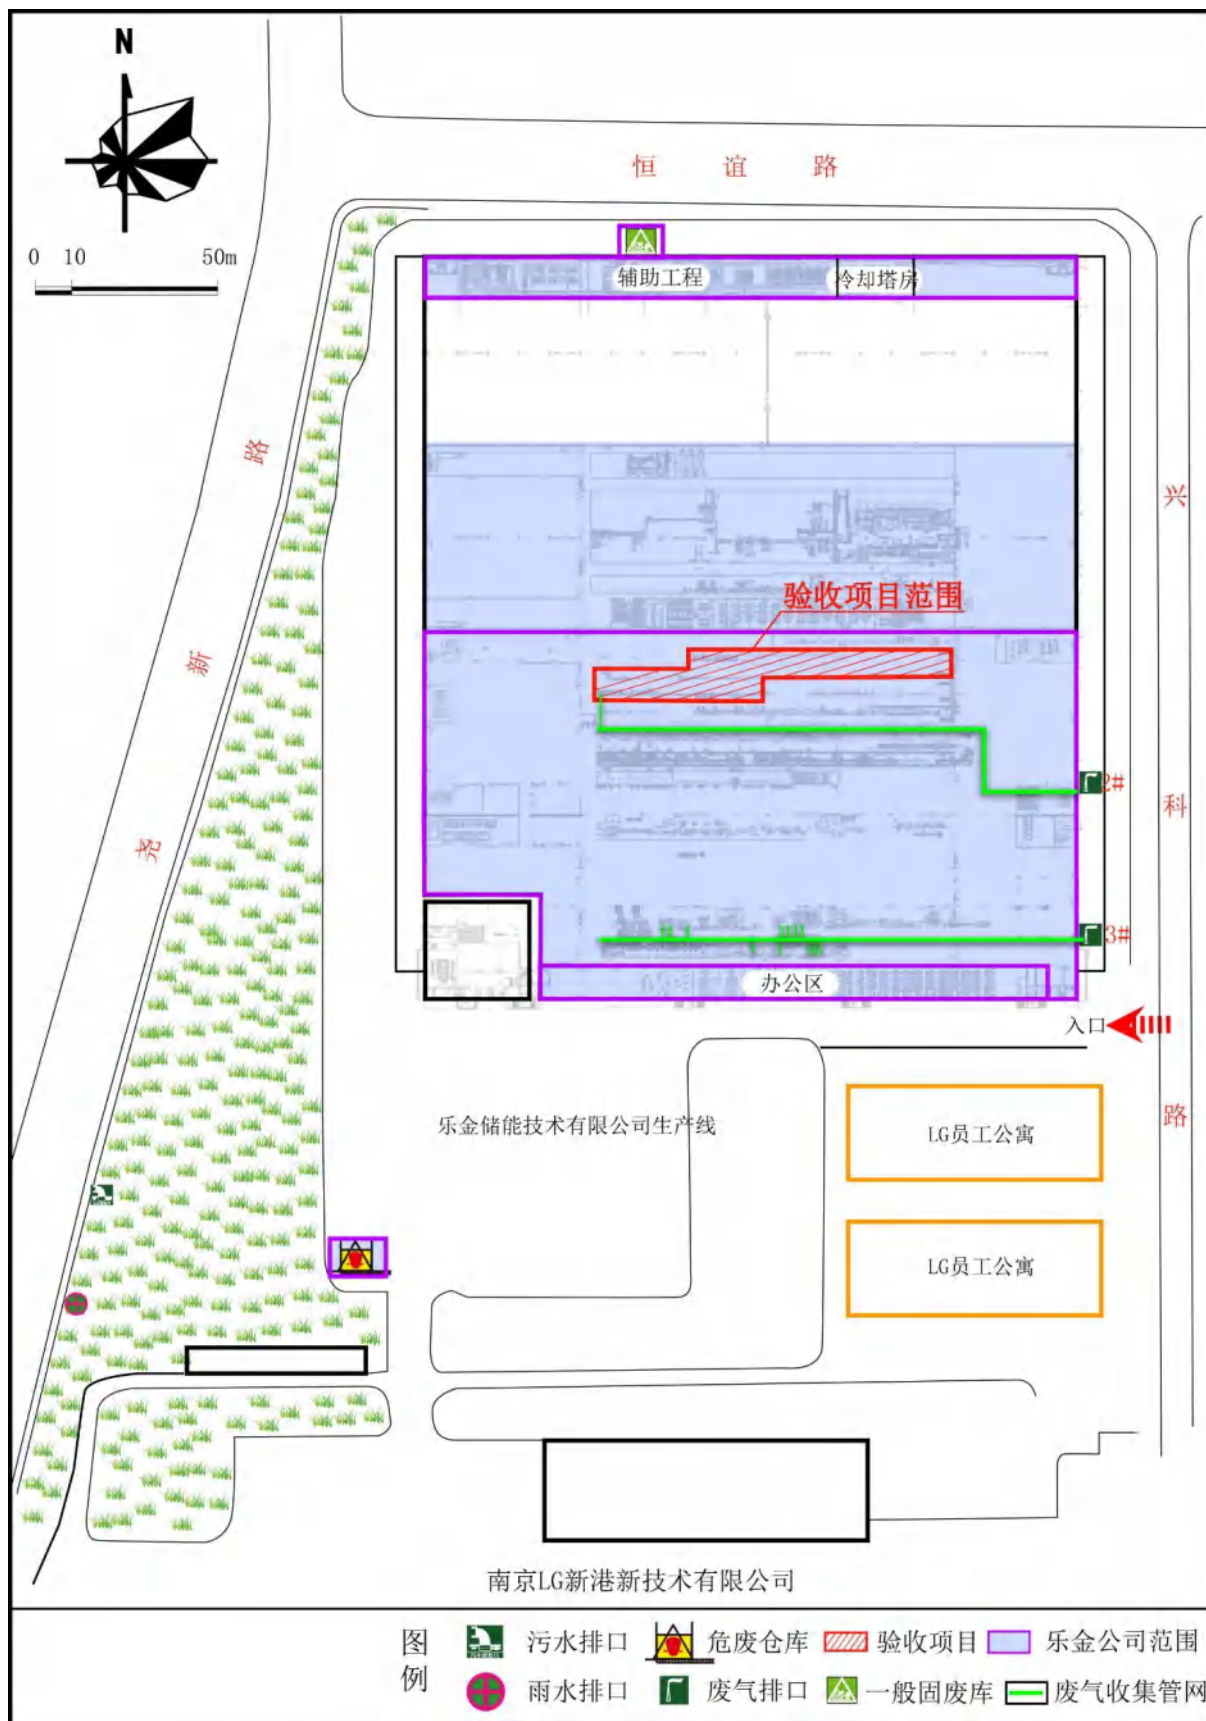 N
0 10 50m
恒谊路
辅助工程
冷却塔房
尧新路
兴科路
验收项目范围
2#
3#
办公区
入口
乐金储能技术有限公司生产线
LG员工公寓
LG员工公寓
南京LG新港新技术有限公司
图例
污水排口
危废仓库
验收项目
乐金公司范围
雨水排口
废气排口
一般固废库
废气收集管网